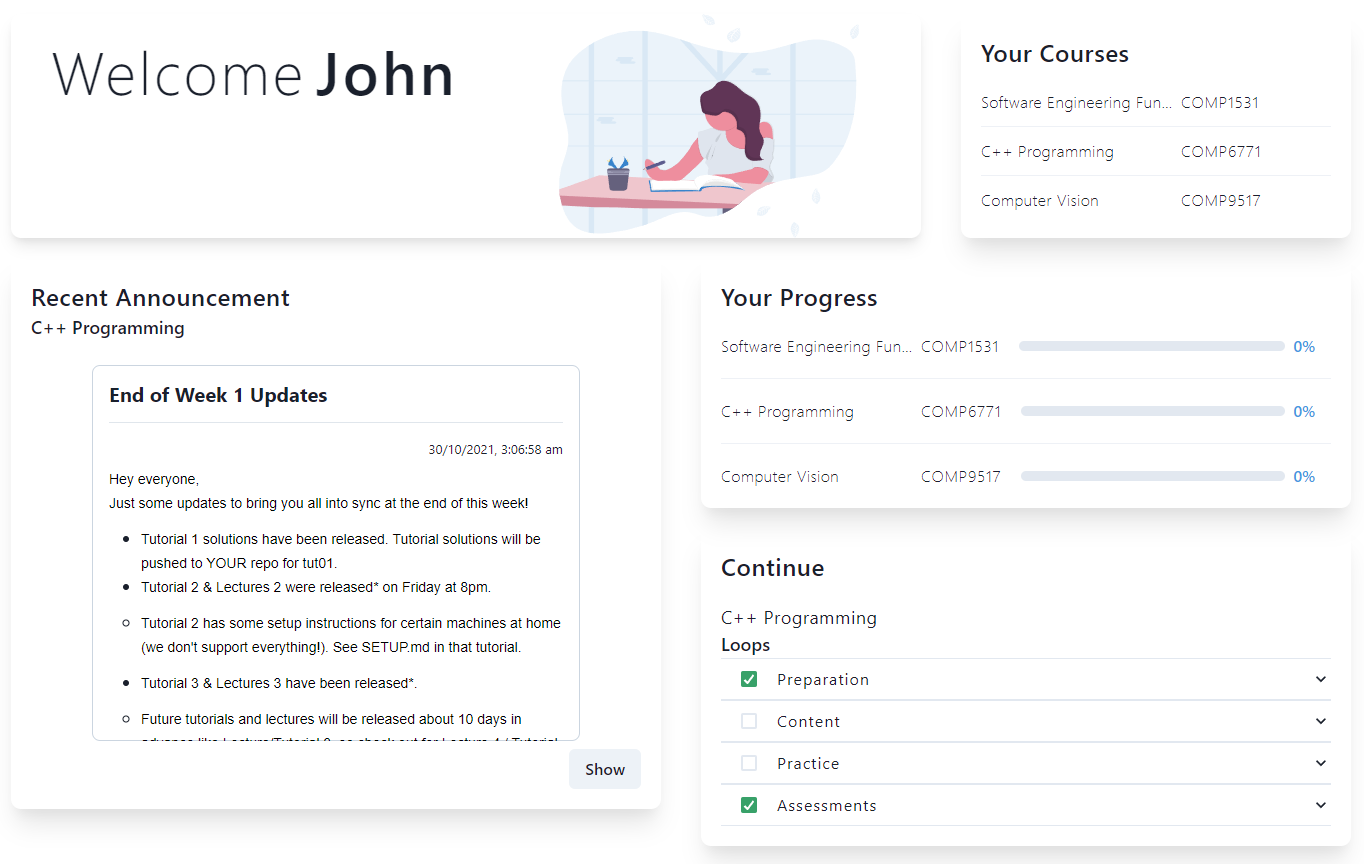 Welcome John
Your Courses
Software Engineering Fun... COMP1531
C++ Programming COMP6771
Computer Vision COMP9517
Recent Announcement
C++ Programming
End of Week 1 Updates
30/10/2021, 3:06:58 am
Hey everyone,
Just some updates to bring you all into sync at the end of this week!
Tutorial 1 solutions have been released. Tutorial solutions will be
pushed to YOUR repo for tut01.
Tutorial 2 & Lectures 2 were released* on Friday at 8pm.
Tutorial 2 has some setup instructions for certain machines at home
(we don't support everything!). See SETUP.md in that tutorial.
Tutorial 3 & Lectures 3 have been released*.
Future tutorials and lectures will be released about 10 days in
Show
Your Progress
Software Engineering Fun... COMP1531 0%
C++ Programming COMP6771 0%
Computer Vision COMP9517 0%
Continue
C++ Programming
Loops
Preparation
Content
Practice
Assessments